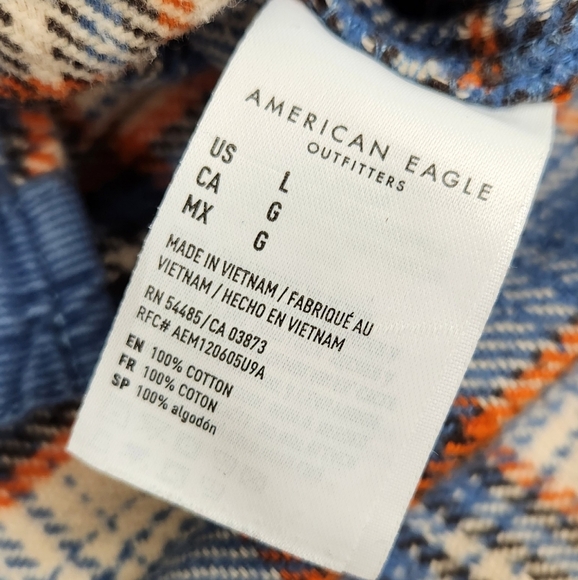 AMERICAN EAGLE
OUTFITTERS
US L
CA G
MX G
MADE IN VIETNAM / FABRIQUÉ AU
VIETNAM / HECHO EN VIETNAM
RN 54485/CA 03873
RFC# AEM120605U9A
EN 100% COTTON
FR 100% COTON
SP 100% algodón